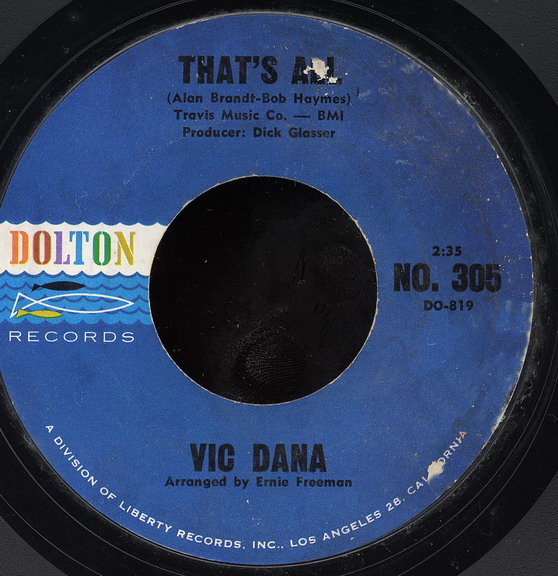 THAT'S ALL
(Alan Brandt-Bob Haymes)
Travis Music Co. — BMI
Producer: Dick Glasser
DOLTON
RECORDS
2:35
NO. 305
DO-819
VIC DANA
Arranged by Ernie Freeman
A DIVISION OF LIBERTY RECORDS, INC., LOS ANGELES 28, CALIFORNIA